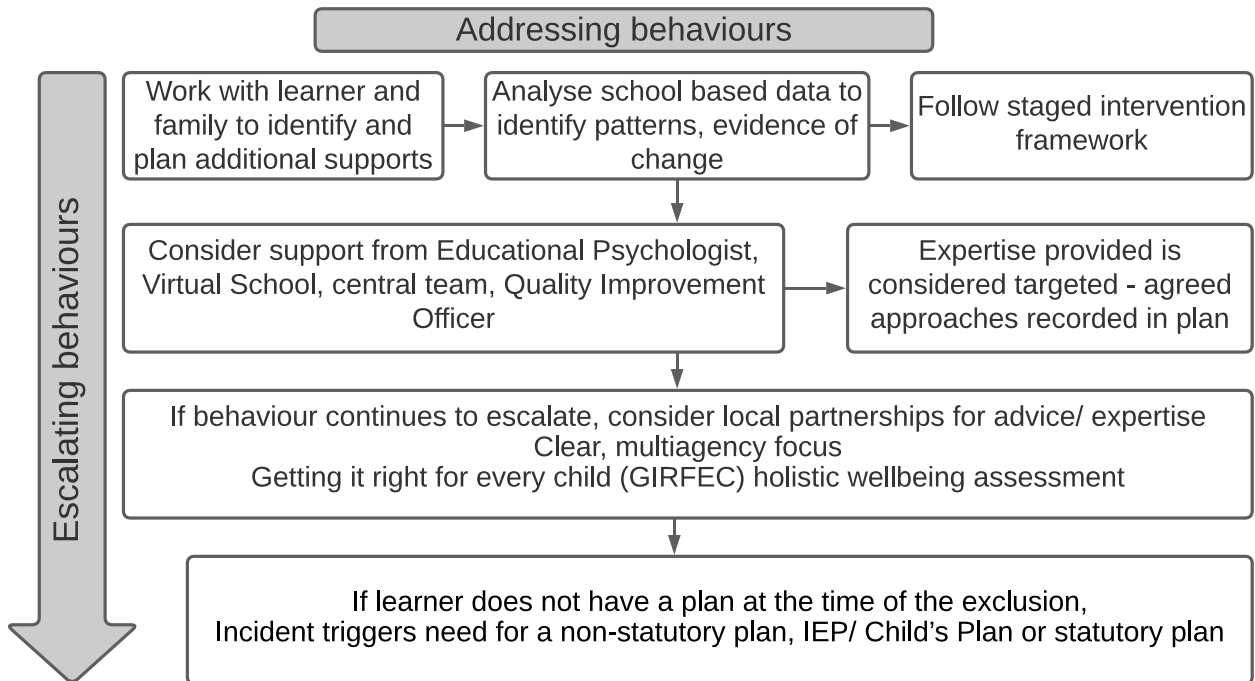 Addressing behaviours
Escalating behaviours
Work with learner and
family to identify and
plan additional supports
Analyse school based data to
identify patterns, evidence of
change
Follow staged intervention
framework
Consider support from Educational Psychologist,
Virtual School, central team, Quality Improvement
Officer
Expertise provided is
considered targeted - agreed
approaches recorded in plan
If behaviour continues to escalate, consider local partnerships for advice/ expertise
Clear, multiagency focus
Getting it right for every child (GIRFEC) holistic wellbeing assessment
If learner does not have a plan at the time of the exclusion,
Incident triggers need for a non-statutory plan, IEP/ Child’s Plan or statutory plan